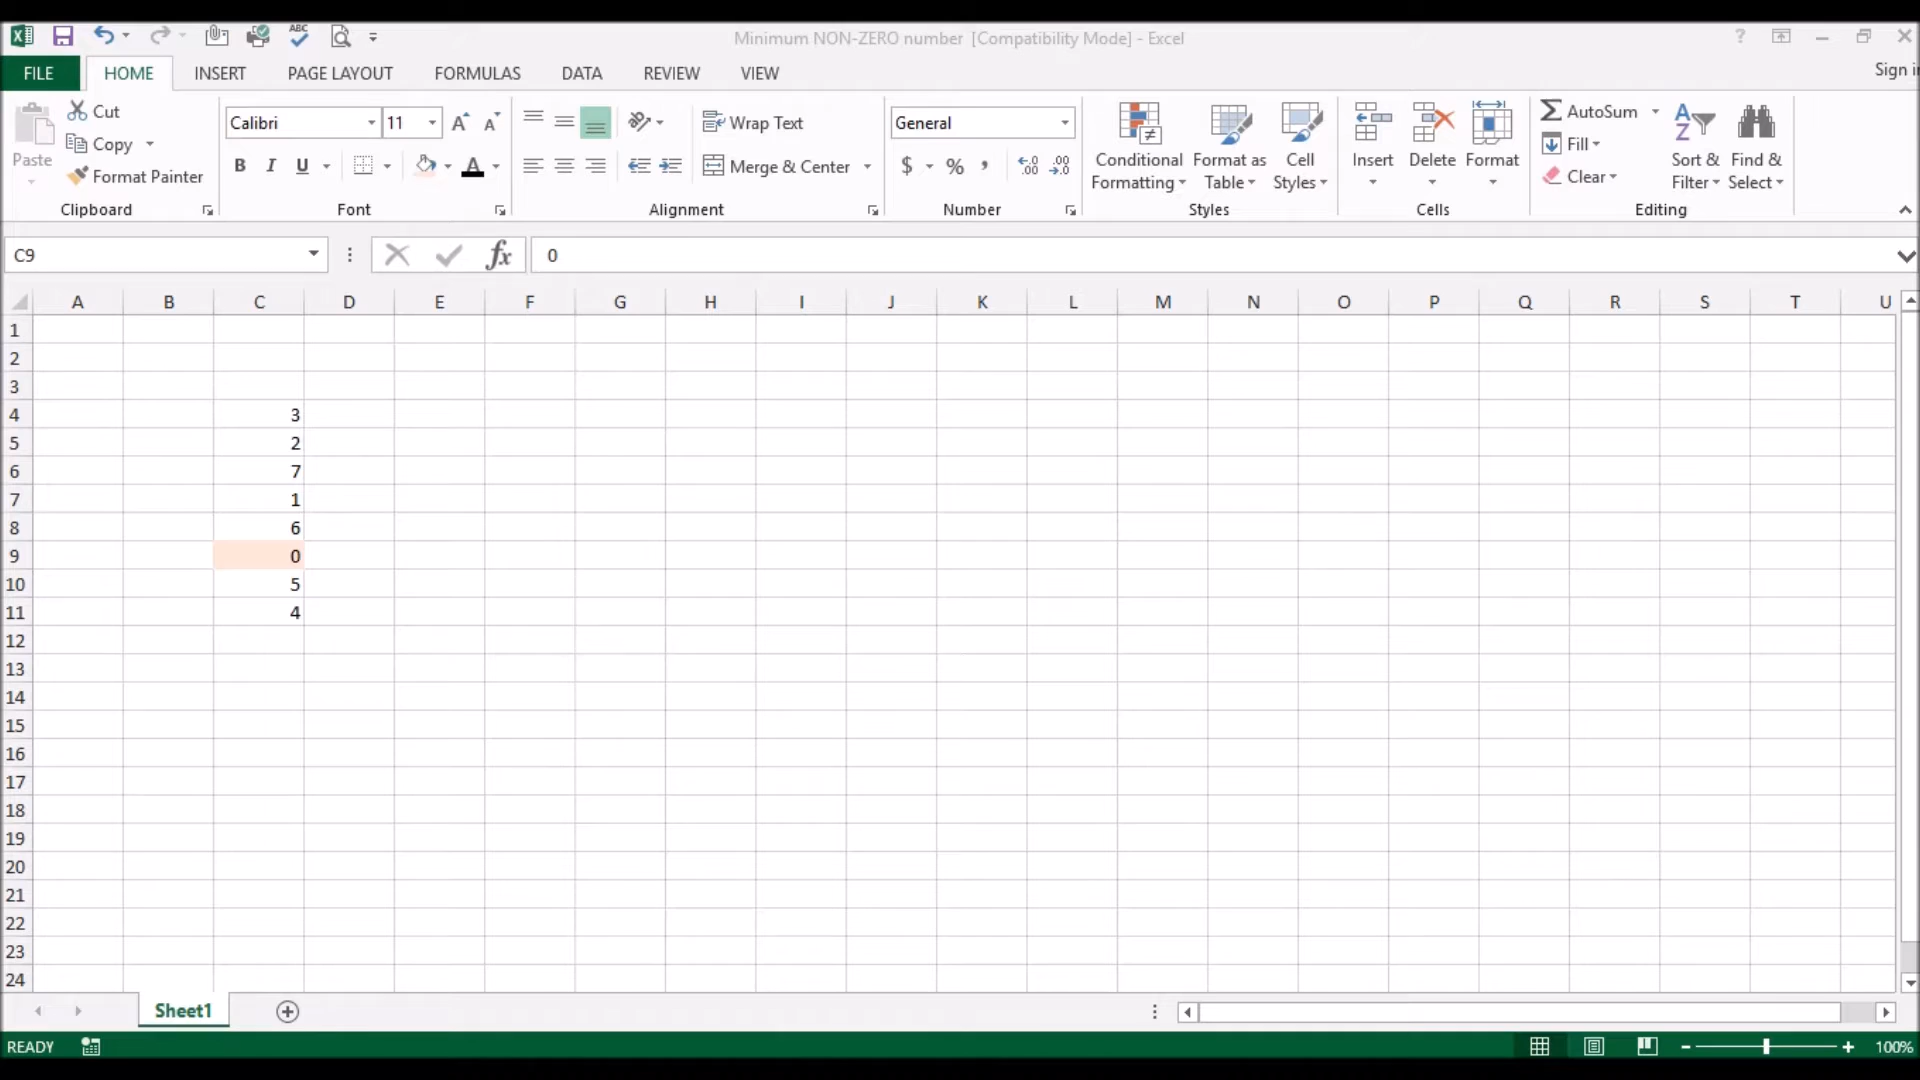 ABC
Minimum NON-ZERO number [Compatibility Mode] - Excel
?
FILE HOME INSERT PAGE LAYOUT FORMULAS DATA REVIEW VIEW
Paste
Cut
Copy
Format Painter
Clipboard
Calibri 11 A A
B I U A
Font
Wrap Text
Merge & Center
Alignment
General
$ % ,
.00
.00
Number
Conditional Formatting
Format as Table
Cell Styles
Styles
Insert Delete Format
Cells
AutoSum
Fill
Clear
Sort & Filter
Find & Select
Editing
C9 fx 0
A B C D E F G H I J K L M N O P Q R S T U
1
2
3
4 3
5 2
6 7
7 1
8 6
9 0
10 5
11 4
12
13
14
15
16
17
18
19
20
21
22
23
24
Sheet1
READY 100%